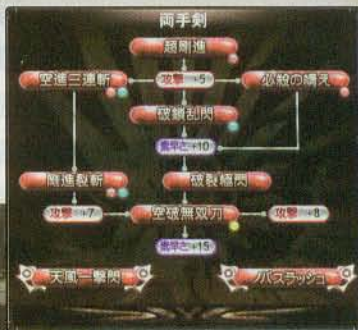 両手剣
超剛進
空進三連斬
攻撃 +5
必殺の構え
破鎖乱閃
素早さ +10
剛進裂斬
破裂極閃
攻撃 +7
空破無双刀
攻撃 +8
素早さ +15
天風一撃閃
ノバスラッシュ